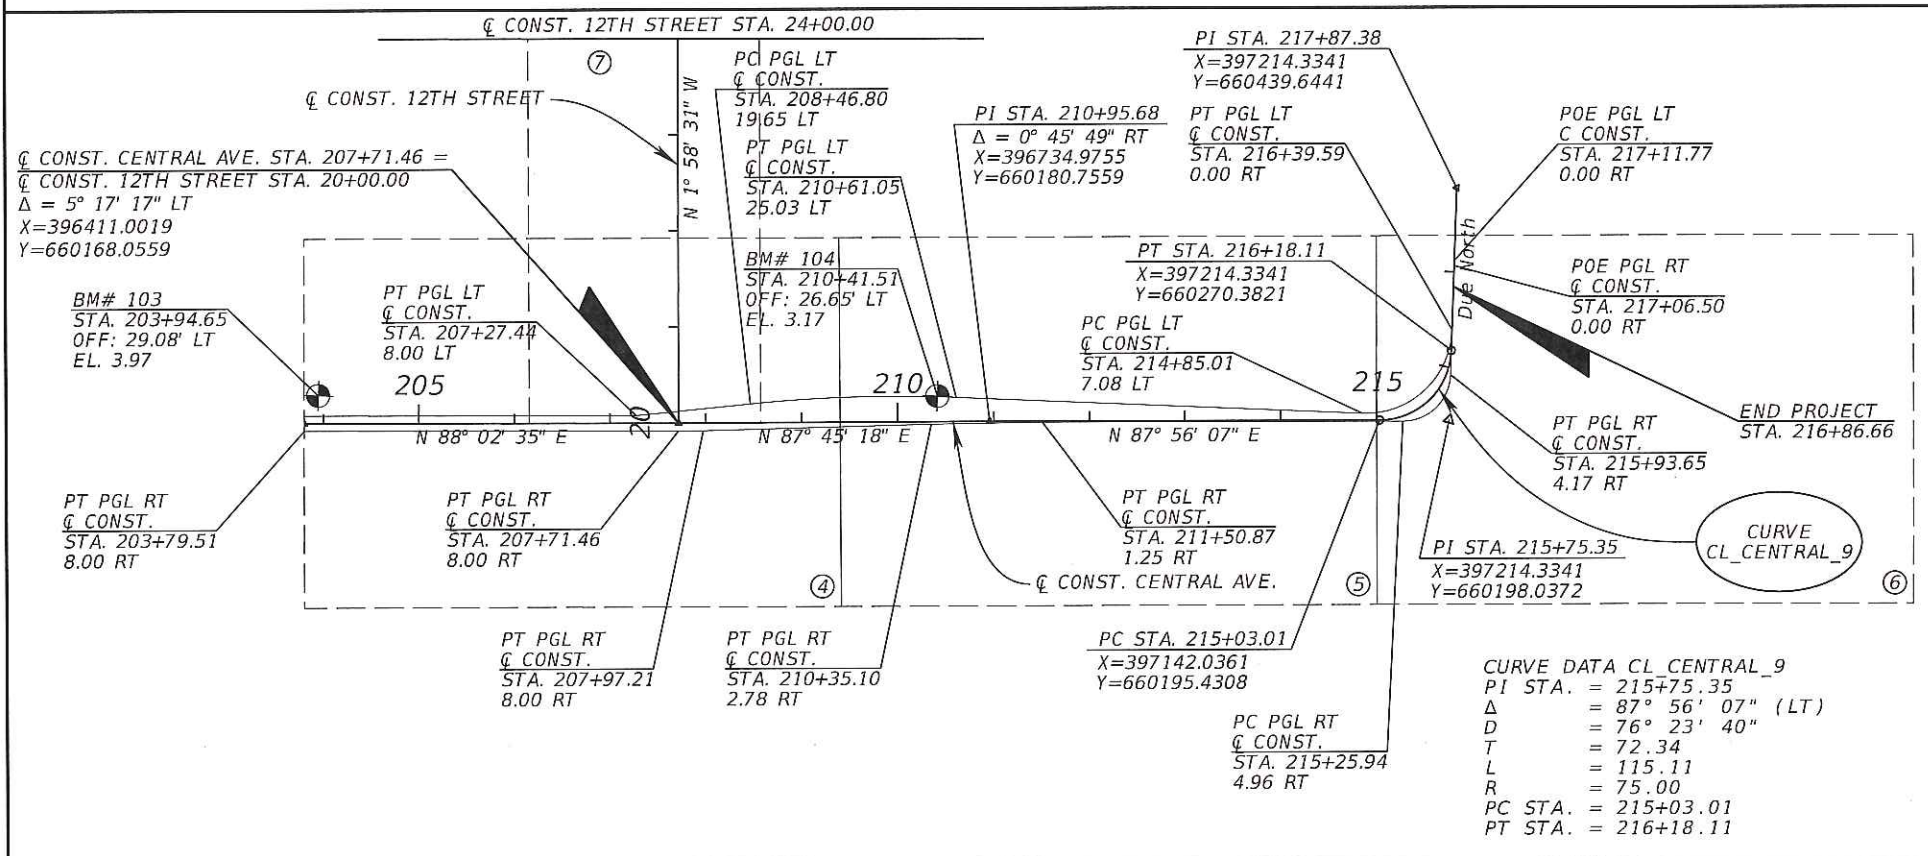 ℄ CONST. 12TH STREET STA. 24+00.00
7
℄ CONST. 12TH STREET
N 1° 58' 31" W
PC PGL LT
℄ CONST.
STA. 208+46.80
19.65 LT
PT PGL LT
℄ CONST.
STA. 210+61.05
25.03 LT
PI STA. 210+95.68
Δ = 0° 45' 49" RT
X=396734.9755
Y=660180.7559
PI STA. 217+87.38
X=397214.3341
Y=660439.6441
PT PGL LT
℄ CONST.
STA. 216+39.59
0.00 RT
POE PGL LT
C CONST.
STA. 217+11.77
0.00 RT
℄ CONST. CENTRAL AVE. STA. 207+71.46 =
℄ CONST. 12TH STREET STA. 20+00.00
Δ = 5° 17' 17" LT
X=396411.0019
Y=660168.0559
BM# 103
STA. 203+94.65
OFF: 29.08' LT
EL. 3.97
PT PGL LT
℄ CONST.
STA. 207+27.44
8.00 LT
BM# 104
STA. 210+41.51
OFF: 26.65' LT
EL. 3.17
PT STA. 216+18.11
X=397214.3341
Y=660270.3821
Due North
POE PGL RT
℄ CONST.
STA. 217+06.50
0.00 RT
PC PGL LT
℄ CONST.
STA. 214+85.01
7.08 LT
205
20
210
215
N 88° 02' 35" E
N 87° 45' 18" E
N 87° 56' 07" E
END PROJECT
STA. 216+86.66
PT PGL RT
℄ CONST.
STA. 215+93.65
4.17 RT
PT PGL RT
℄ CONST.
STA. 203+79.51
8.00 RT
PT PGL RT
℄ CONST.
STA. 207+71.46
8.00 RT
PT PGL RT
℄ CONST.
STA. 211+50.87
1.25 RT
℄ CONST. CENTRAL AVE.
PI STA. 215+75.35
X=397214.3341
Y=660198.0372
CURVE
CL_CENTRAL_9
4
5
6
PT PGL RT
℄ CONST.
STA. 207+97.21
8.00 RT
PT PGL RT
℄ CONST.
STA. 210+35.10
2.78 RT
PC STA. 215+03.01
X=397142.0361
Y=660195.4308
PC PGL RT
℄ CONST.
STA. 215+25.94
4.96 RT
CURVE DATA CL_CENTRAL_9
PI STA. = 215+75.35
Δ = 87° 56' 07" (LT)
D = 76° 23' 40"
T = 72.34
L = 115.11
R = 75.00
PC STA. = 215+03.01
PT STA. = 216+18.11